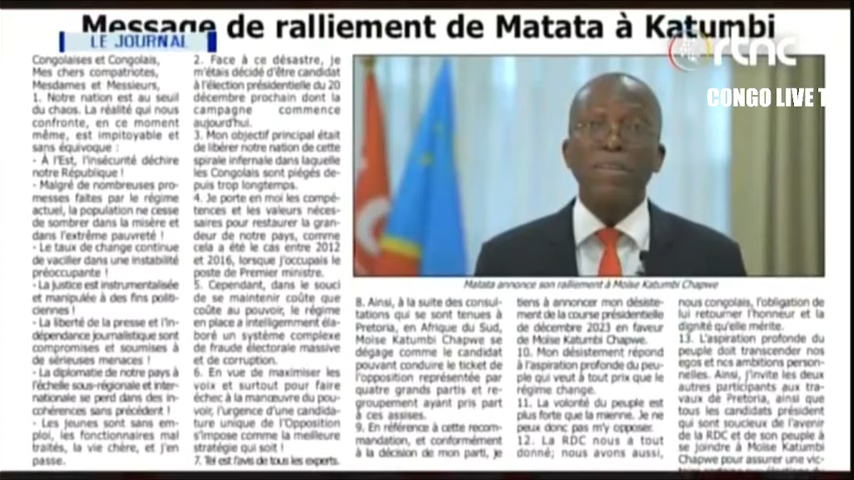 Message de ralliement de Matata à Katumbi
LE JOURNAL
rtnc
CONGO LIVE T
Congolaises et Congolais,
Mes chers compatriotes,
Mesdames et Messieurs,
1. Notre nation est au seuil
du chaos. La réalité qui nous
confronte, en ce moment
même, est impitoyable et
sans équivoque :
- À l'Est, l'insécurité déchire
notre République !
- Malgré de nombreuses pro-
messes faites par le régime
actuel, la population ne cesse
de sombrer dans la misère et
dans l'extrême pauvreté !
- Le taux de change continue
de vaciller dans une instabilité
préoccupante !
- La justice est instrumentalisée
et manipulée à des fins politi-
ciennes !
- La liberté de la presse et l'in-
dépendance journalistique sont
compromises et soumises à
de sérieuses menaces !
- La diplomatie de notre pays à
l'échelle sous-régionale et inter-
nationale se perd dans des in-
cohérences sans précédent !
- Les jeunes sont sans em-
ploi, les fonctionnaires mal
traités, la vie chère, et j'en
passe.
2. Face à ce désastre, je
m'étais décidé d'être candidat
à l'élection présidentielle du 20
décembre prochain dont la
campagne commence
aujourd'hui.
3. Mon objectif principal était
de libérer notre nation de cette
spirale infernale dans laquelle
les Congolais sont piégés de-
puis trop longtemps.
4. Je porte en moi les compé-
tences et les valeurs néces-
saires pour restaurer la gran-
deur de notre pays, comme
cela a été le cas entre 2012
et 2016, lorsque j'occupais le
poste de Premier ministre.
5. Cependant, dans le souci
de se maintenir coûte que
coûte au pouvoir, le régime
en place a intelligemment éla-
boré un système complexe
de fraude électorale massive
et de corruption.
6. En vue de maximiser les
voix et surtout pour faire
échec à la manœuvre du pou-
voir, l'urgence d'une candida-
ture unique de l'Opposition
s'impose comme la meilleure
stratégie qui soit !
7. Tel est l'avis de tous les experts.
Matata annonce son ralliement à Moïse Katumbi Chapwe
8. Ainsi, à la suite des consul-
tations qui se sont tenues à
Pretoria, en Afrique du Sud,
Moïse Katumbi Chapwe se
dégage comme le candidat
pouvant conduire le ticket de
l'opposition représentée par
quatre grands partis et re-
groupement ayant pris part
à ces assises.
9. En référence à cette recom-
mandation, et conformément
à la décision de mon parti, je
tiens à annoncer mon désiste-
ment de la course présidentielle
de décembre 2023 en faveur
de Moïse Katumbi Chapwe.
10. Mon désistement répond
à l'aspiration profonde du peu-
ple qui veut à tout prix que le
régime change.
11. La volonté du peuple est
plus forte que la mienne. Je ne
peux donc pas m'y opposer.
12. La RDC nous a tout
donné; nous avons aussi,
nous congolais, l'obligation de
lui retourner l'honneur et la
dignité qu'elle mérite.
13. L'aspiration profonde du
peuple doit transcender nos
egos et nos ambitions person-
nelles. Ainsi, j'invite les deux
autres participants aux tra-
vaux de Pretoria, ainsi que
tous les candidats président
qui sont soucieux de l'avenir
de la RDC et de son peuple à
se joindre à Moïse Katumbi
Chapwe pour assurer une vic-